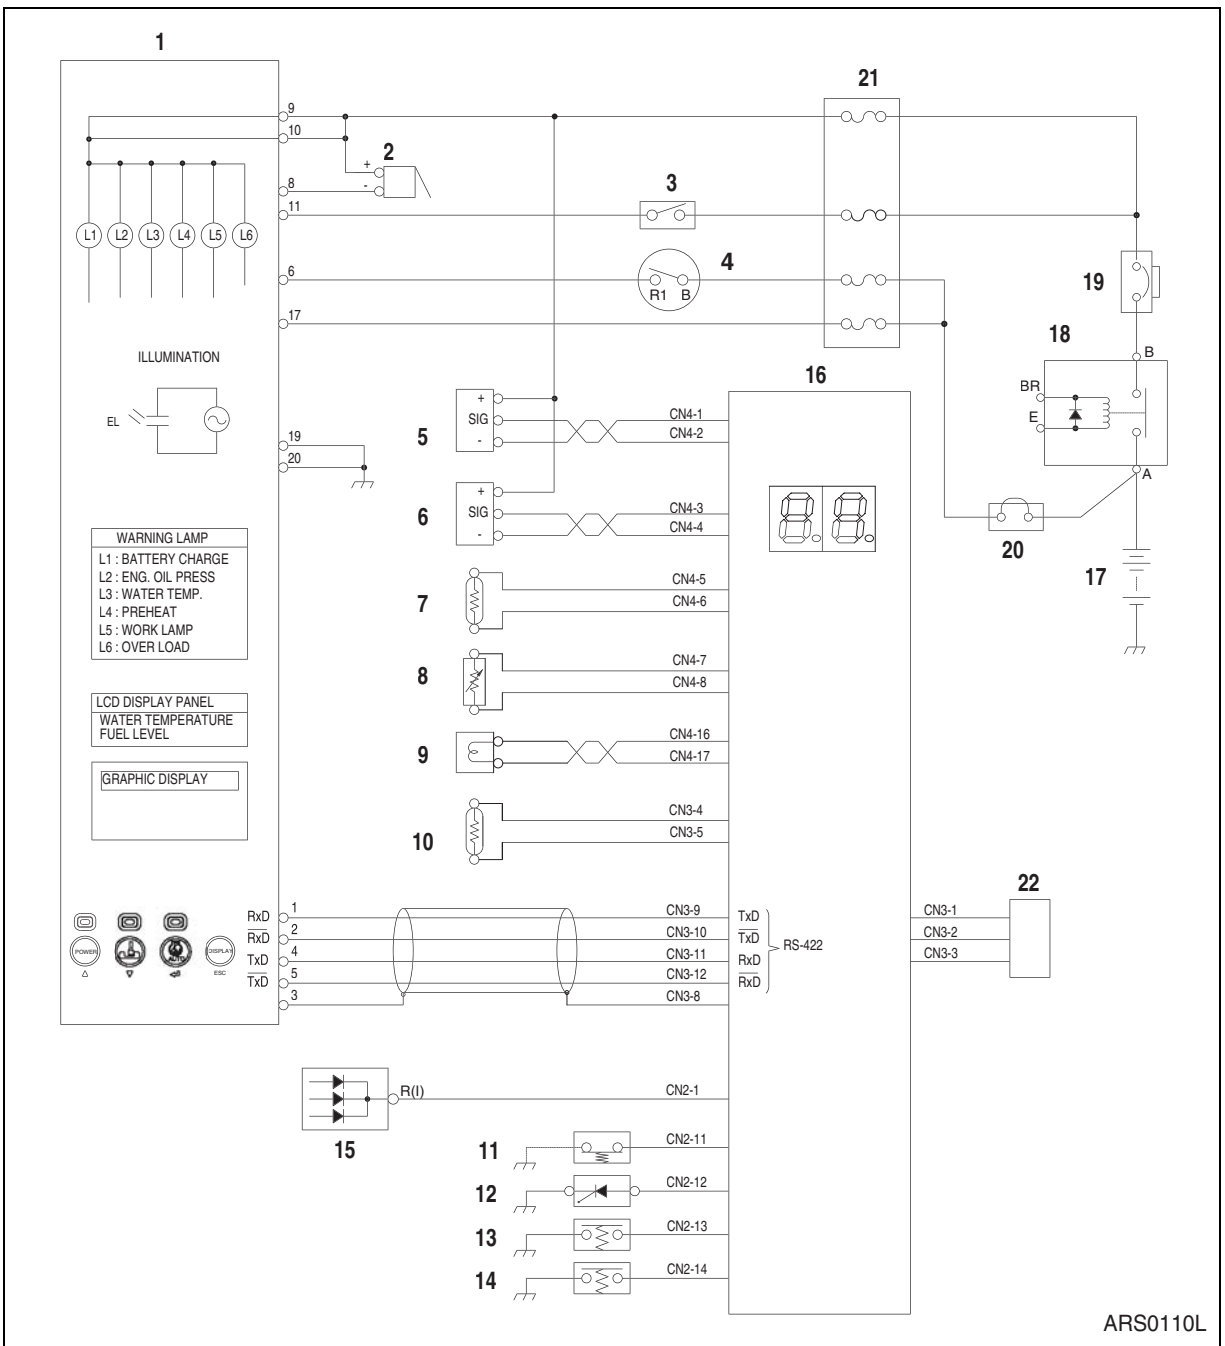 1
21
9
10
2
+
-
8
3
11
L1 L2 L3 L4 L5 L6
4
6
R1 B
19
17
18
ILLUMINATION
16
B
BR
E
A
EL
+
SIG
-
5
CN4-1
CN4-2
19
20
+
SIG
-
6
CN4-3
CN4-4
20
17
WARNING LAMP
L1 : BATTERY CHARGE
L2 : ENG. OIL PRESS
L3 : WATER TEMP.
L4 : PREHEAT
L5 : WORK LAMP
L6 : OVER LOAD
7
CN4-5
CN4-6
8
CN4-7
CN4-8
LCD DISPLAY PANEL
WATER TEMPERATURE
FUEL LEVEL
9
CN4-16
CN4-17
GRAPHIC DISPLAY
10
CN3-4
CN3-5
22
POWER
AUTO
DISPLAY
ESC
RxD 1
RxD 2
TxD 4
TxD 5
3
CN3-9 TxD
CN3-10 TxD
CN3-11 RxD
CN3-12 RxD
CN3-8
RS-422
CN3-1
CN3-2
CN3-3
R(I)
CN2-1
15
11
CN2-11
12
CN2-12
13
CN2-13
14
CN2-14
ARS0110L